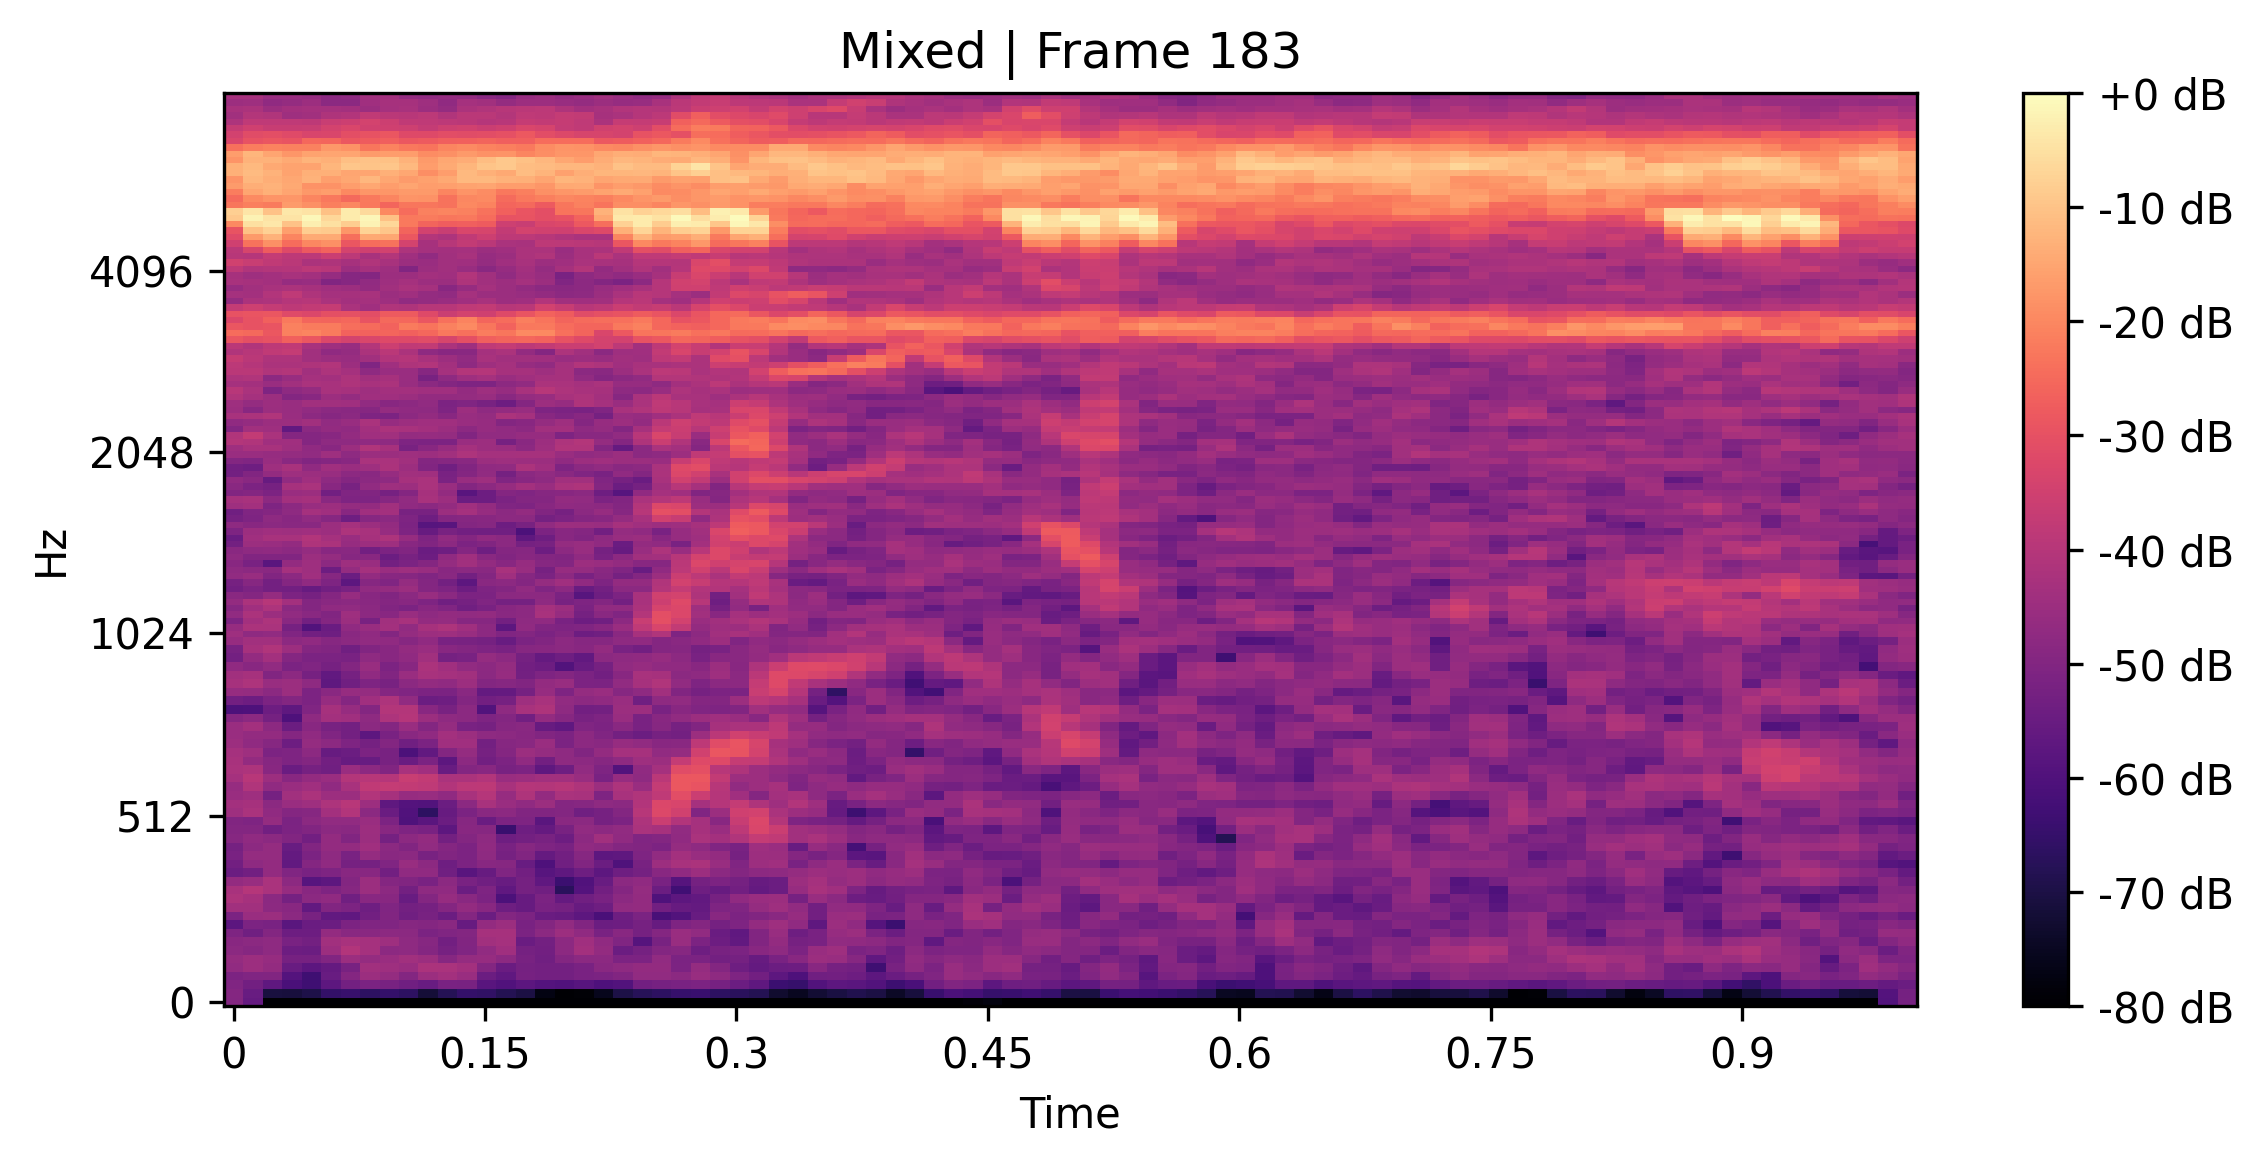 Mixed | Frame 183
+0 dB
-10 dB
-20 dB
-30 dB
-40 dB
-50 dB
-60 dB
-70 dB
-80 dB
Hz
4096
2048
1024
512
0
0 0.15 0.3 0.45 0.6 0.75 0.9
Time